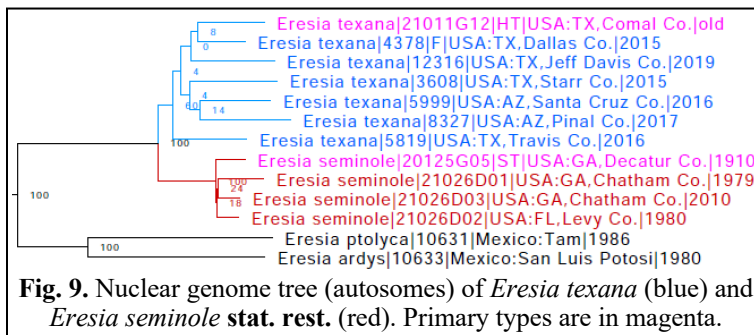 Eresia texana|21011G12|HT|USA:TX,Comal Co.|old
8
Eresia texana|4378|F|USA:TX,Dallas Co.|2015
0
Eresia texana|12316|USA:TX,Jeff Davis Co.|2019
4
Eresia texana|3608|USA:TX,Starr Co.|2015
4
Eresia texana|5999|USA:AZ,Santa Cruz Co.|2016
60
14
Eresia texana|8327|USA:AZ,Pinal Co.|2017
Eresia texana|5819|USA:TX,Travis Co.|2016
100
Eresia seminole|20125G05|ST|USA:GA,Decatur Co.|1910
100
Eresia seminole|21026D01|USA:GA,Chatham Co.|1979
24
100
Eresia seminole|21026D03|USA:GA,Chatham Co.|2010
18
Eresia seminole|21026D02|USA:FL,Levy Co.|1980
Eresia ptolyca|10631|Mexico:Tam|1986
100
Eresia ardys|10633|Mexico:San Luis Potosi|1980
Fig. 9. Nuclear genome tree (autosomes) of Eresia texana (blue) and
Eresia seminole stat. rest. (red). Primary types are in magenta.